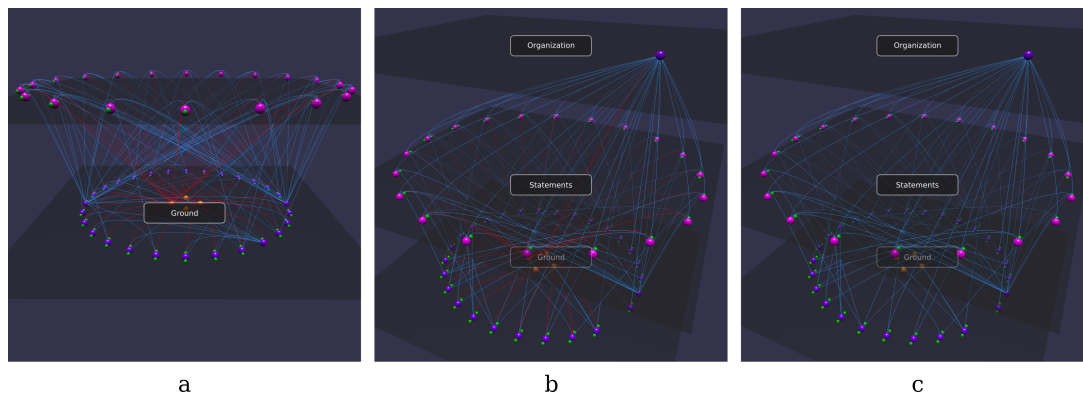 Ground
Organization
Statements
Ground
Organization
Statements
Ground
a
b
c